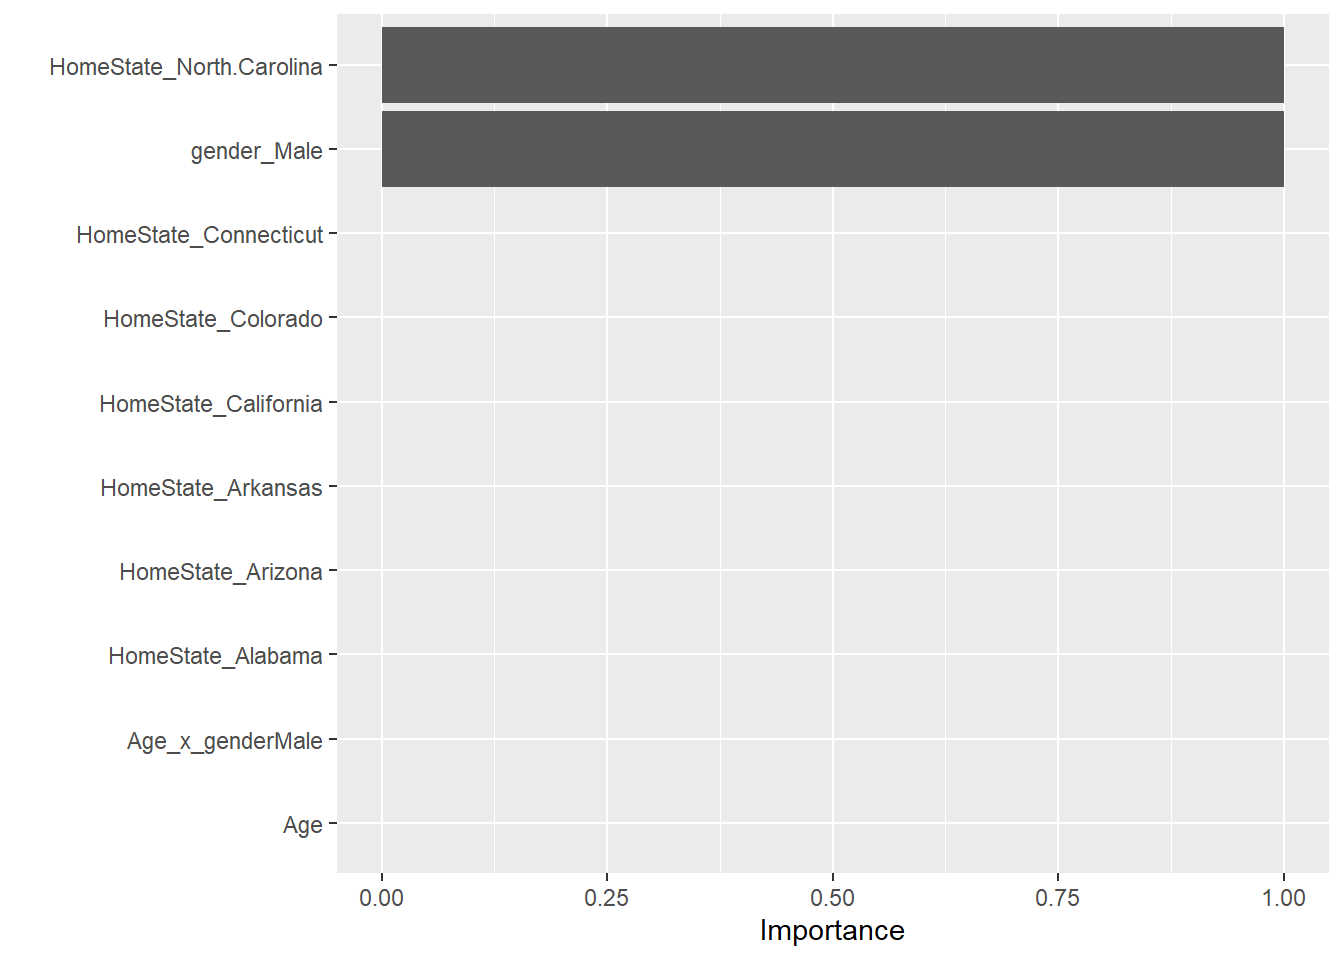 HomeState_North.Carolina
gender_Male
HomeState_Connecticut
HomeState_Colorado
HomeState_California
HomeState_Arkansas
HomeState_Arizona
HomeState_Alabama
Age_x_genderMale
Age
0.00 0.25 0.50 0.75 1.00
Importance